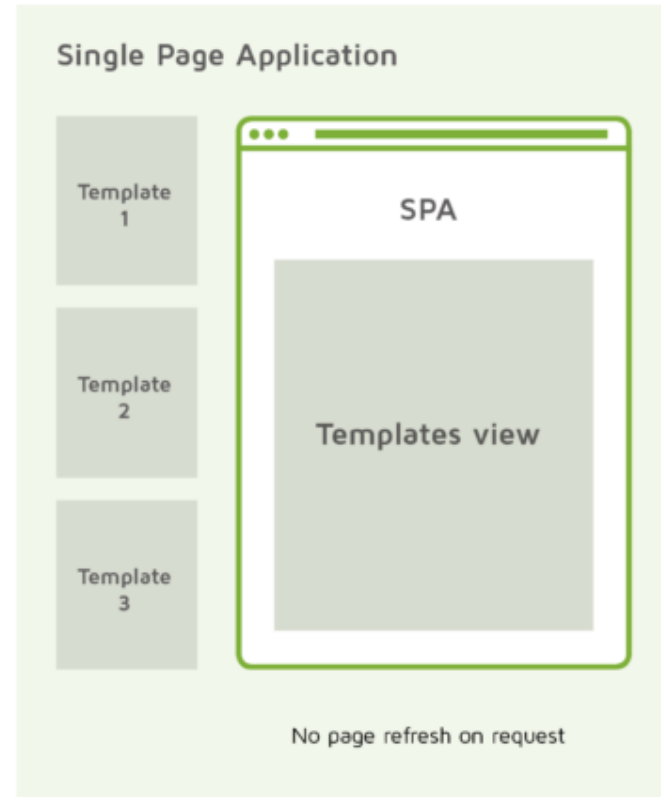 Single Page Application
Template
1
SPA
Template
2
Templates view
Template
3
No page refresh on request